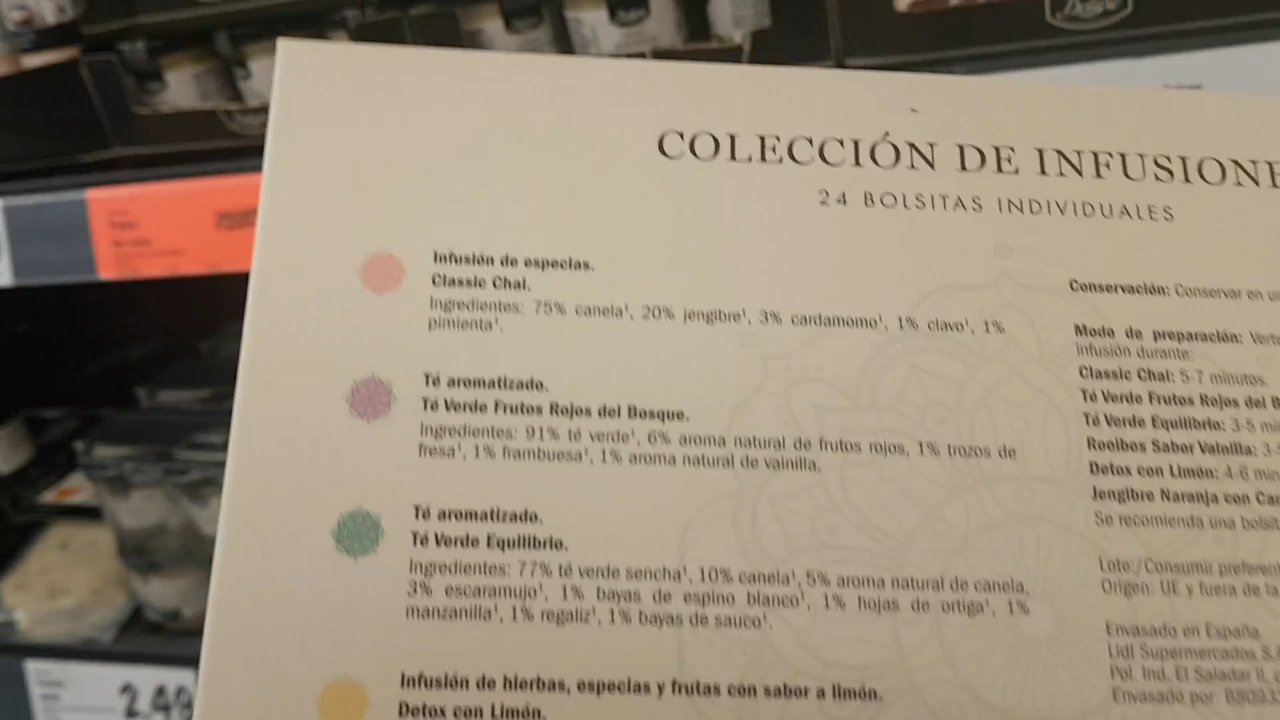 COLECCIÓN DE INFUSIONE
24 BOLSITAS INDIVIDUALES
Infusión de especias.
Classic Chai.
Ingredientes: 75% canela¹, 20% jengibre¹, 3% cardamomo¹, 1% clavo¹, 1%
pimienta¹.
Té aromatizado.
Té Verde Frutos Rojos del Bosque.
Ingredientes: 91% té verde¹, 6% aroma natural de frutos rojos, 1% trozos de
fresa¹, 1% frambuesa¹, 1% aroma natural de vainilla.
Té aromatizado.
Té Verde Equilibrio.
Ingredientes: 77% té verde sencha¹, 10% canela¹, 5% aroma natural de canela,
3% escaramujo¹, 1% bayas de espino blanco¹, 1% hojas de ortiga¹, 1%
manzanilla¹, 1% regaliz¹, 1% bayas de sauco¹.
Infusión de hierbas, especias y frutas con sabor a limón.
Detox con Limón.
Conservación: Conservar en
Modo de preparación:
infusión durante:
Classic Chai: 5-7 minutos.
Té Verde Frutos Rojos del
Té Verde Equilibrio: 3-5
Rooibos Sabor Vainilla:
Detox con Limón: 4-6
Jengibre Naranja con
Se recomienda una
Lote/Consumir
Origen: UE y fuera de la
Envasado en España
Lidl Supermercados
Pol. Ind. El Saladar II,
Envasado por:
2.49